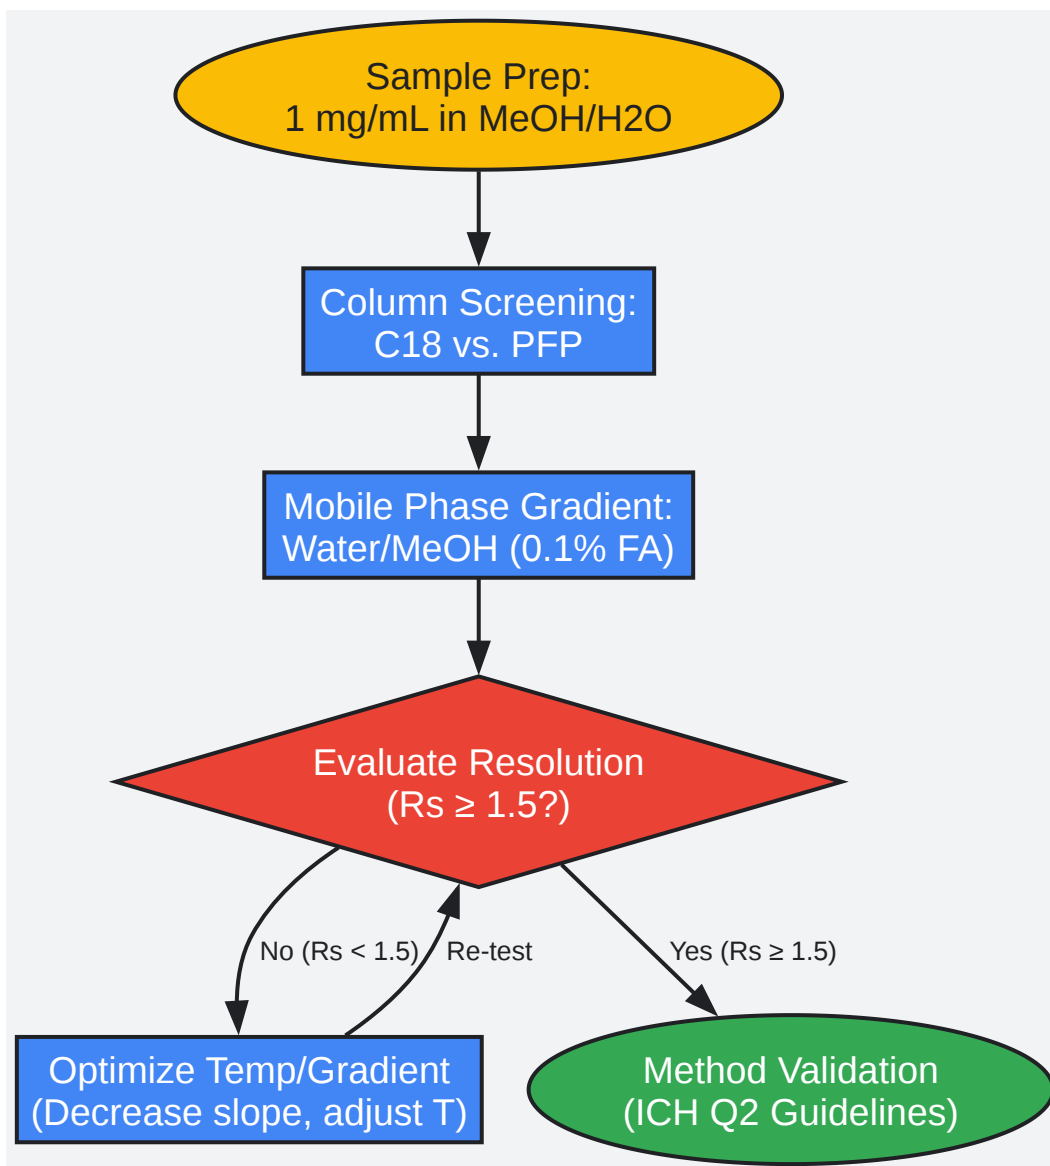 Sample Prep:
1 mg/mL in MeOH/H2O
Column Screening:
C18 vs. PFP
Mobile Phase Gradient:
Water/MeOH (0.1% FA)
Evaluate Resolution
(Rs ≥ 1.5?)
No (Rs < 1.5)
Re-test
Yes (Rs ≥ 1.5)
Optimize Temp/Gradient
(Decrease slope, adjust T)
Method Validation
(ICH Q2 Guidelines)